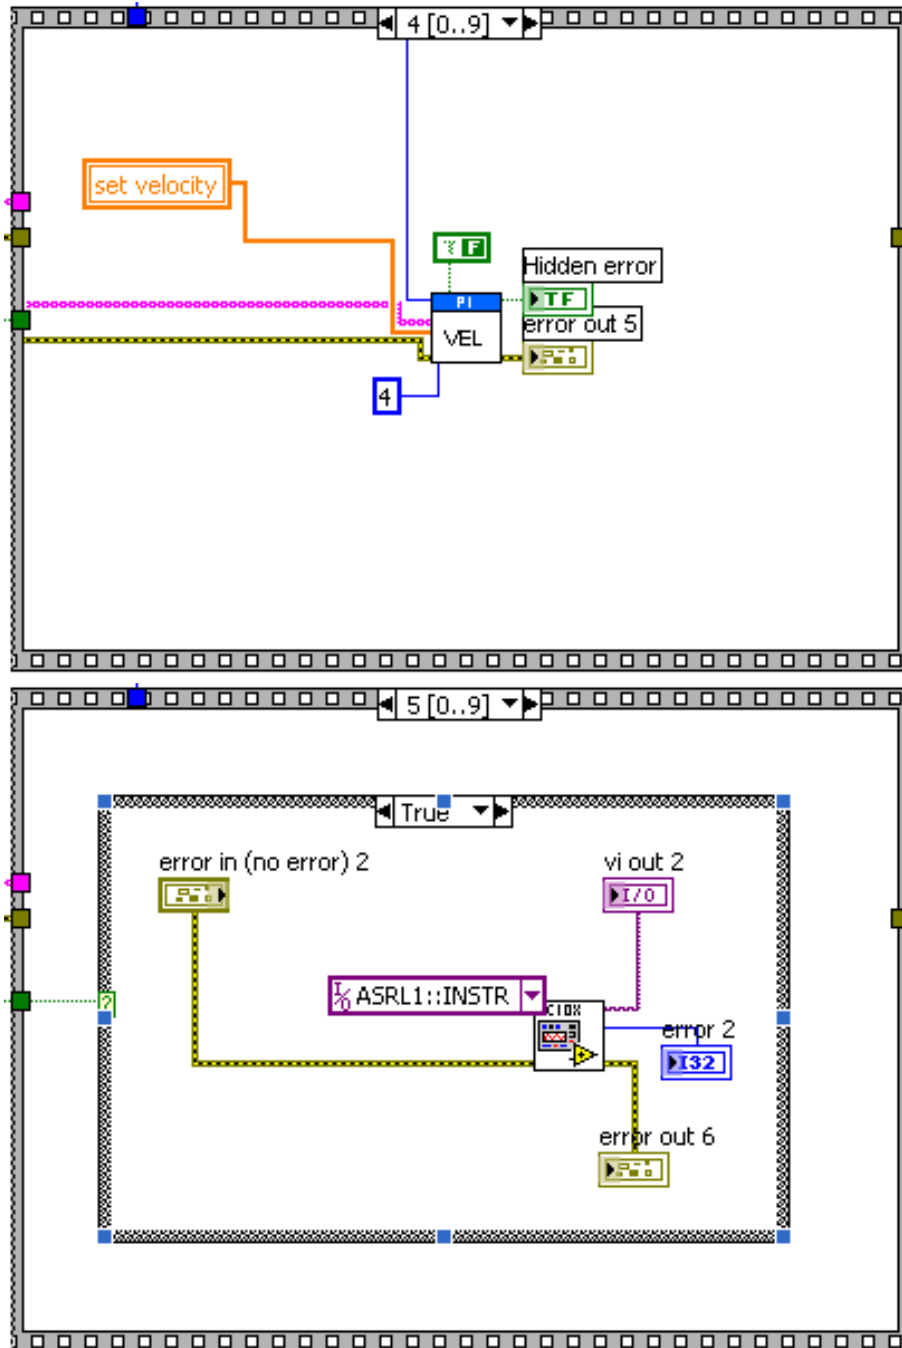 4 [0..9]
set velocity
F
Hidden error
PI
TF
error out 5
VEL
4
5 [0..9]
True
error in (no error) 2
vi out 2
I/O
I/O ASRL1::INSTR
error 2
I32
error out 6